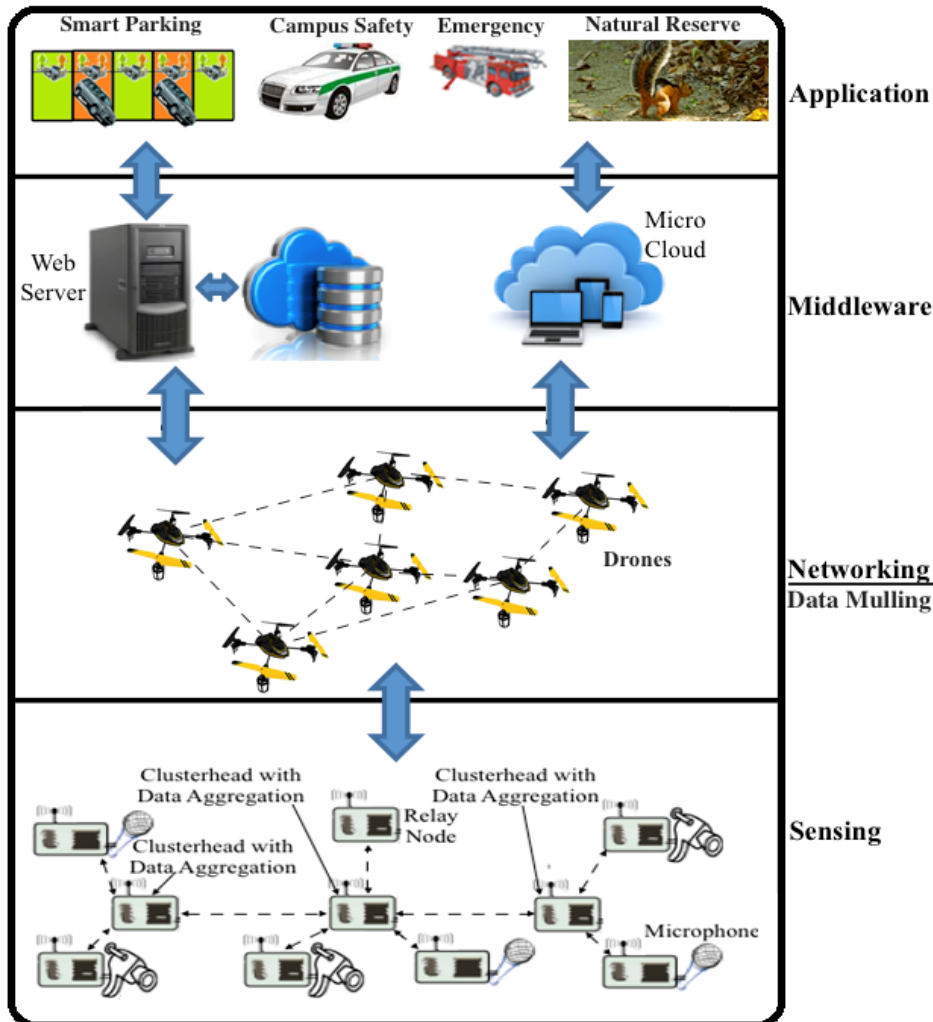 Smart Parking
Campus Safety
Emergency
Natural Reserve
Application
Web
Server
Micro
Cloud
Middleware
Drones
Networking
Data Mulling
Clusterhead with
Data Aggregation
Clusterhead with
Data Aggregation
Relay
Node
Clusterhead with
Data Aggregation
Sensing
Microphone